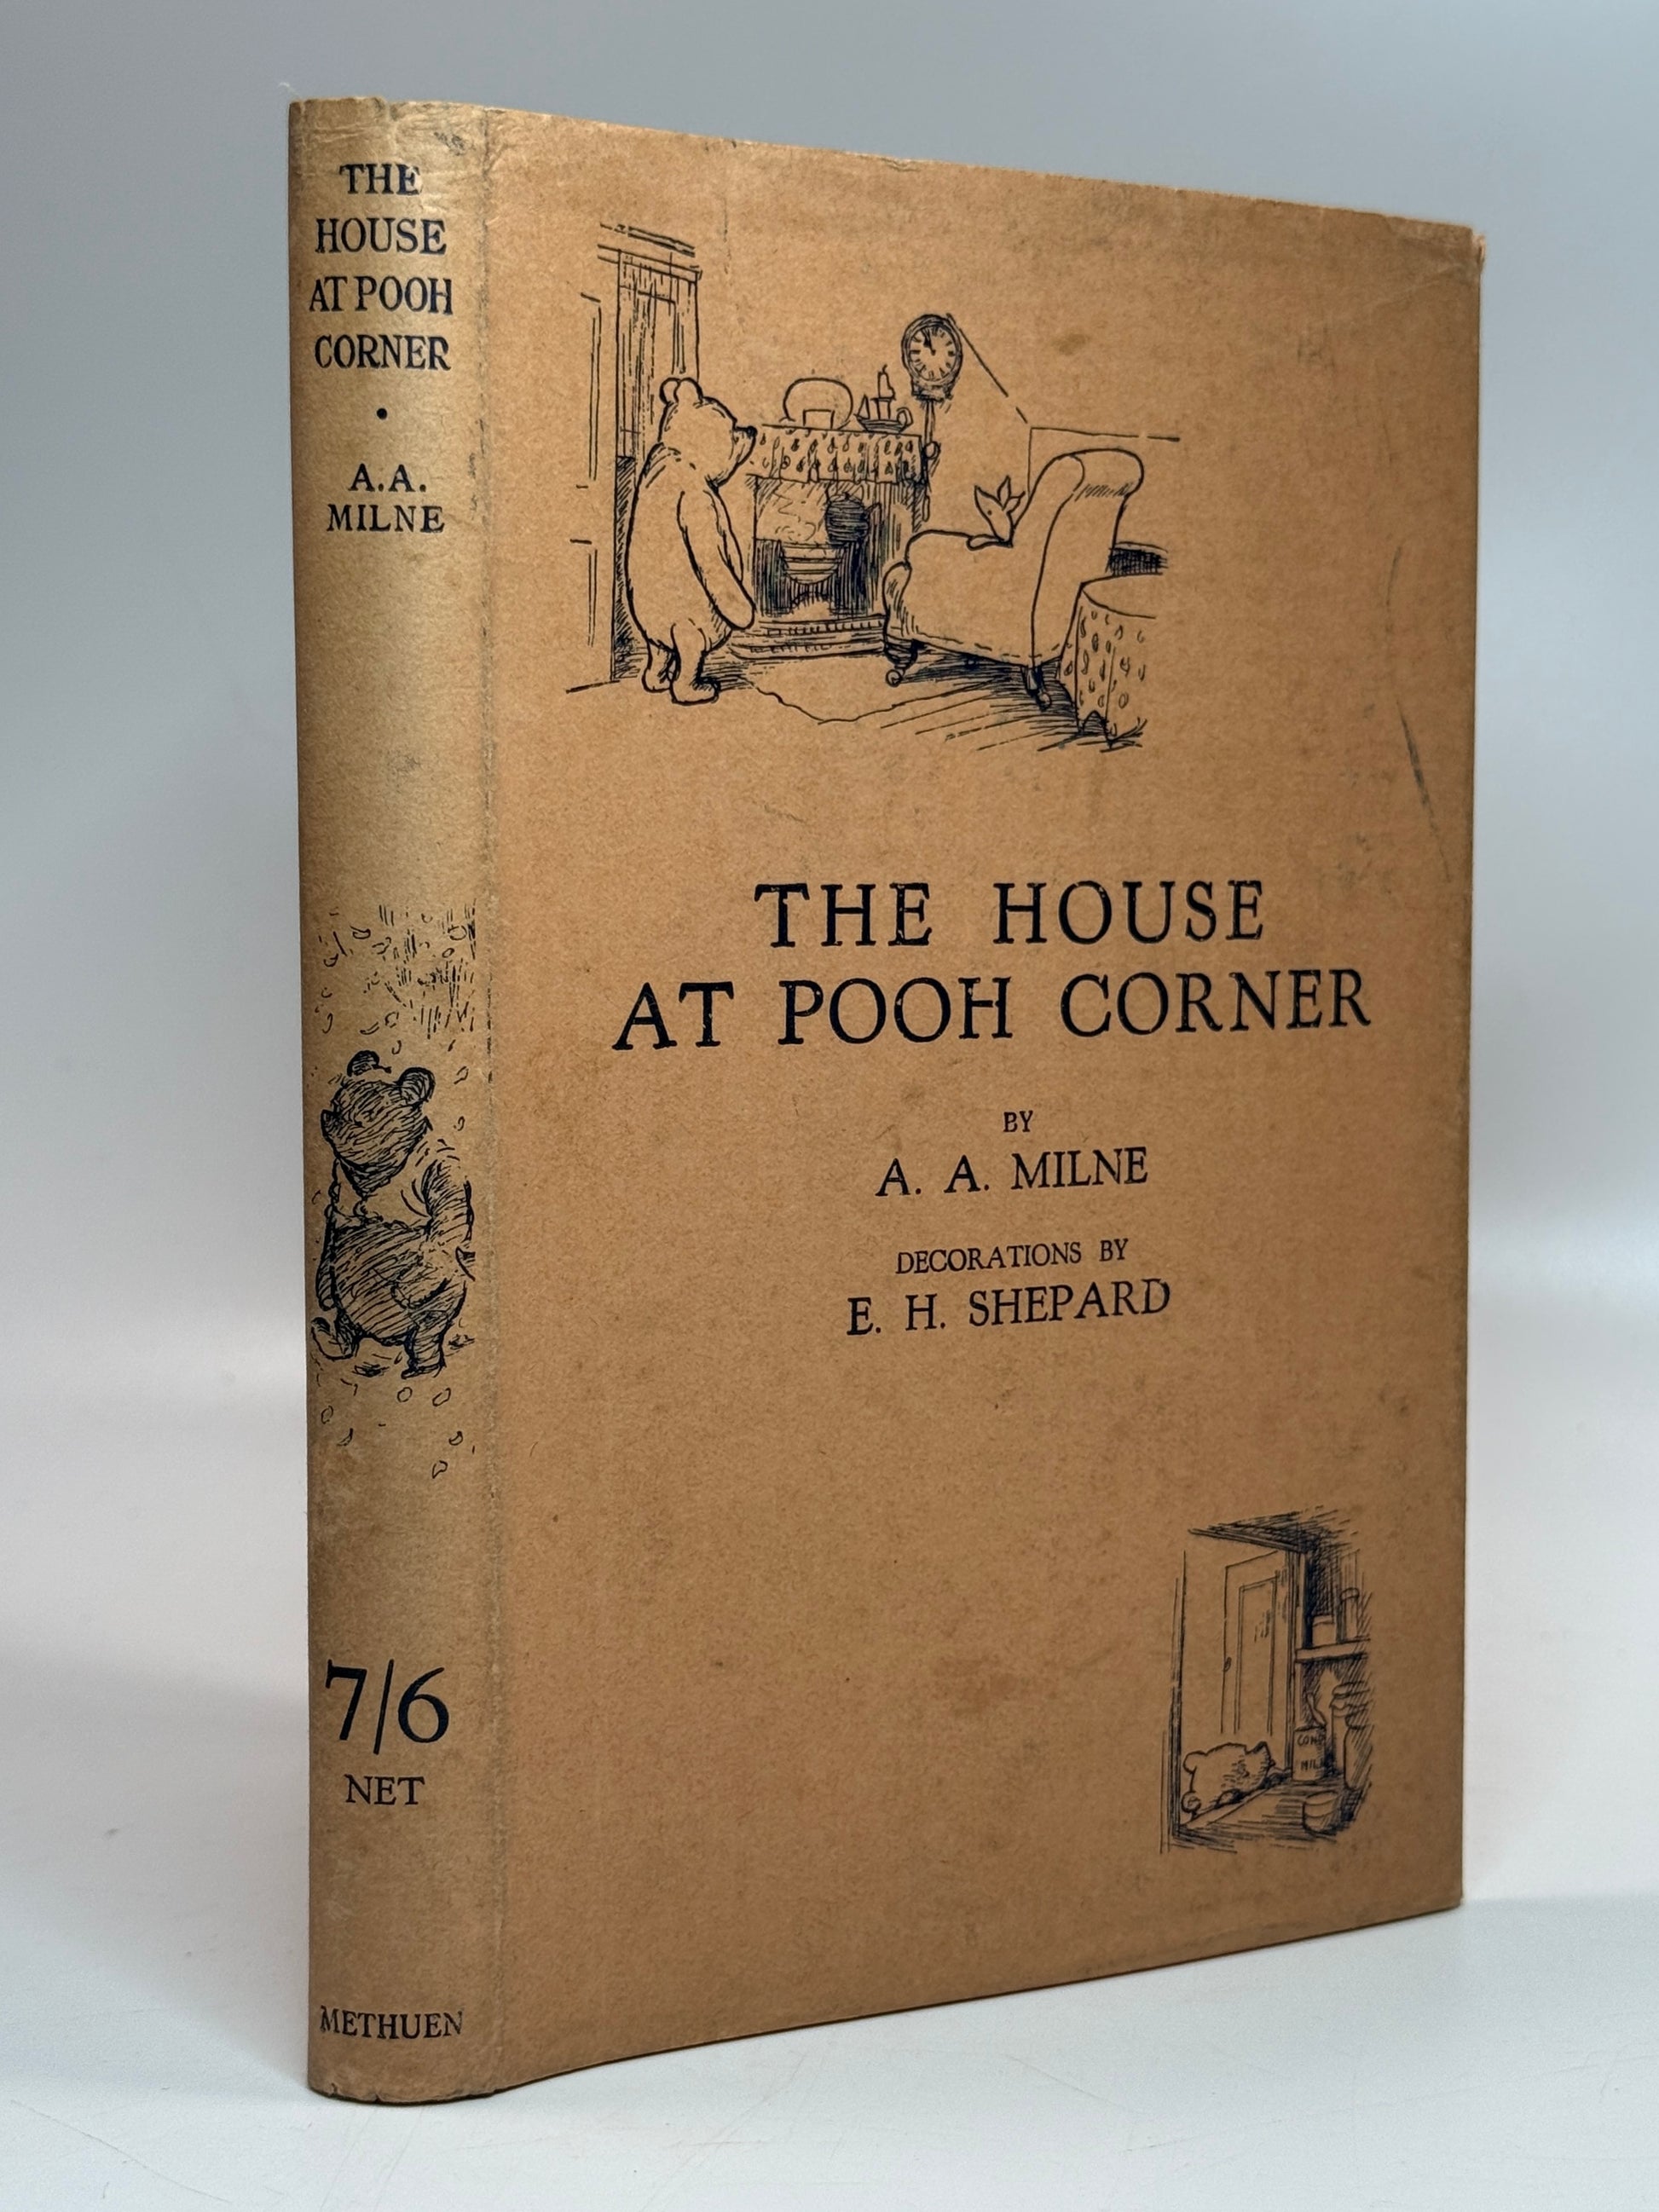 THE
HOUSE
AT POOH
CORNER
•
A.A.
MILNE
7/6
NET
METHUEN
THE HOUSE
AT POOH CORNER
BY
A. A. MILNE
DECORATIONS BY
E. H. SHEPARD